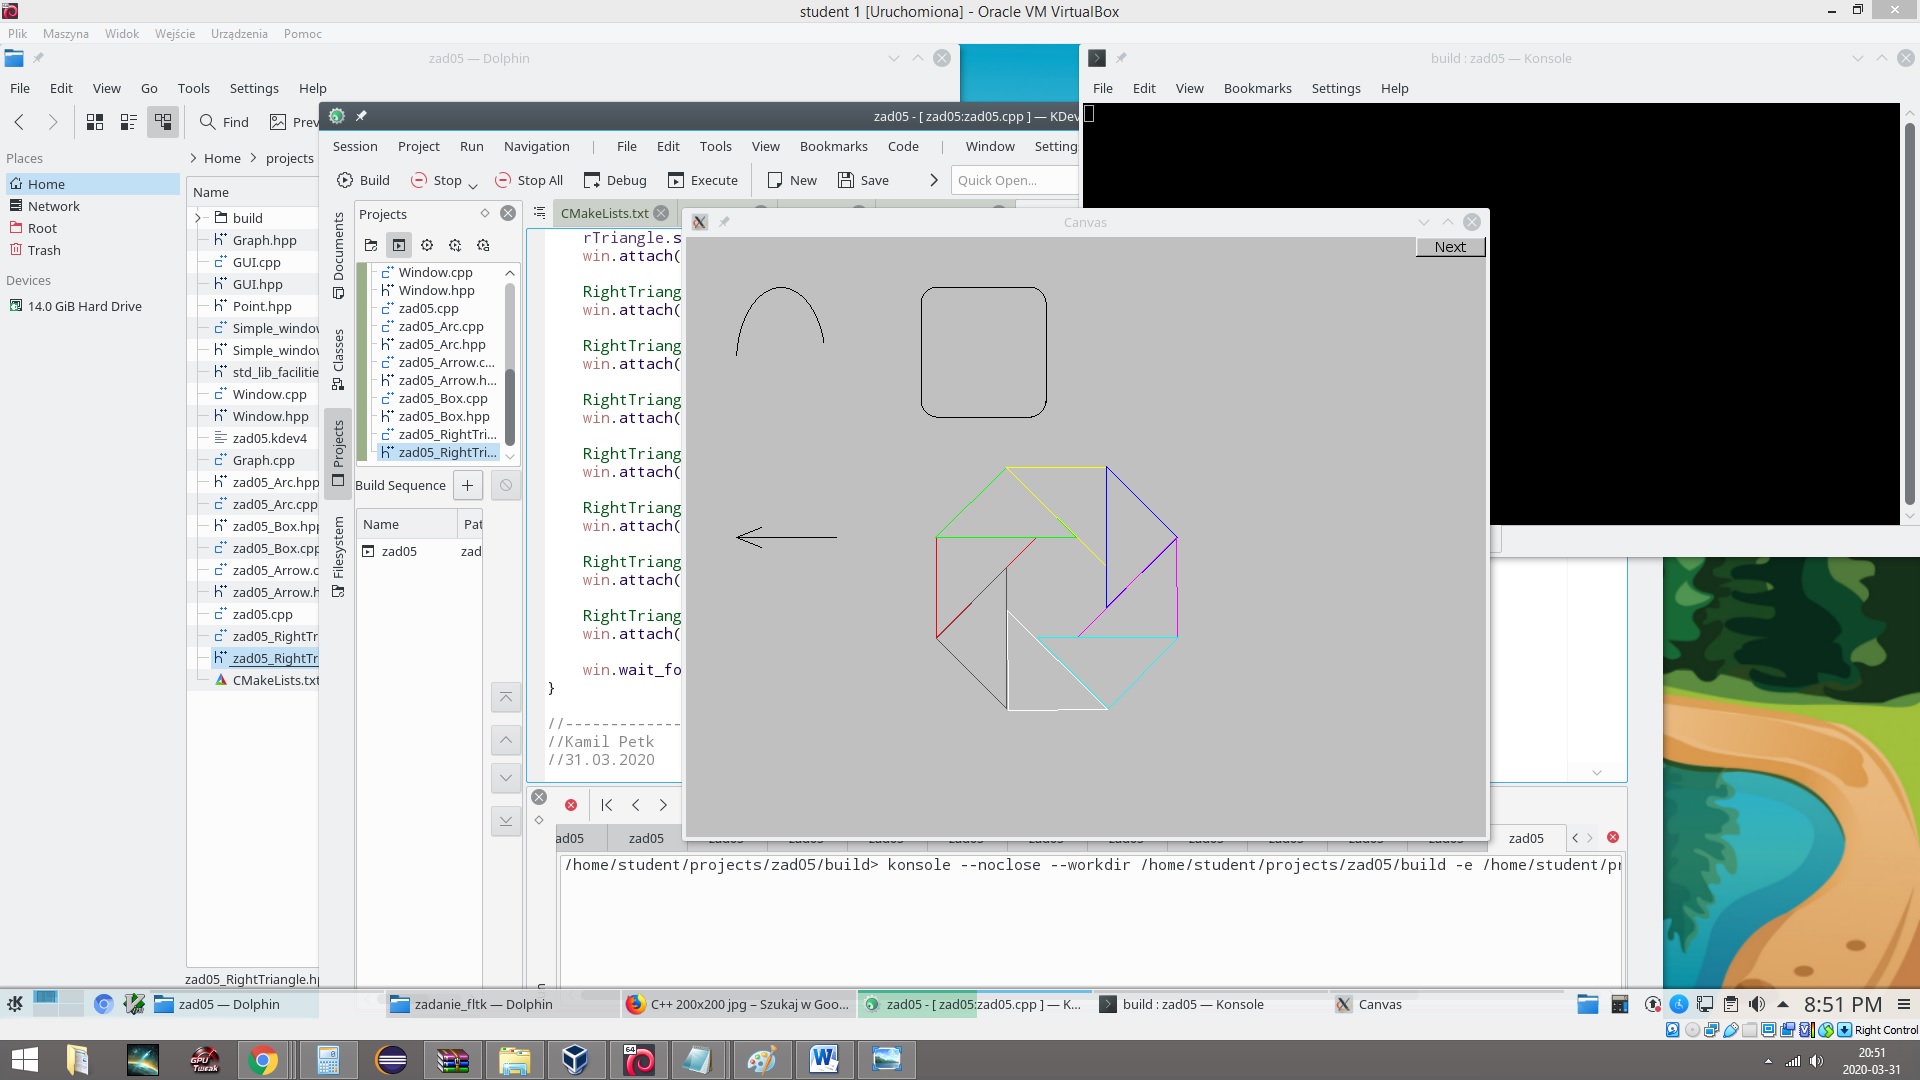 student 1 [Uruchomiona] - Oracle VM VirtualBox
Plik Maszyna Widok Wejście Urządzenia Pomoc
zad05 — Dolphin
File Edit View Go Tools Settings Help
Find
Places
Home
Network
Root
Trash
Devices
14.0 GiB Hard Drive
Home
projects
Name
build
Graph.hpp
GUI.cpp
GUI.hpp
Point.hpp
std_lib_facilitie
Window.cpp
Window.hpp
zad05.kdev4
Graph.cpp
zad05_Arc.hpp
zad05_Arc.cpp
zad05_Box.hpp
zad05_Box.cpp
zad05_Arrow.c
zad05_Arrow.h
zad05.cpp
zad05_RightTr
zad05_RightTr
CMakeLists.txt
zad05_RightTriangle.h
zad05 - [ zad05:zad05.cpp ] — KDev
Session Project Run Navigation | File Edit Tools View Bookmarks Code | Window Setting
Build Stop Stop All Debug Execute New Save Quick Open...
Documents
Classes
Projects
Filesystem
Projects
Window.cpp
Window.hpp
zad05.cpp
zad05_Arc.cpp
zad05_Arc.hpp
zad05_Arrow.c...
zad05_Arrow.h...
zad05_Box.cpp
zad05_Box.hpp
zad05_RightTri...
zad05_RightTri...
Build Sequence
Name Pat
zad05 zad
CMakeLists.txt
rTriangle.s
win.attach(
RightTriang
win.attach(
RightTriang
win.attach(
RightTriang
win.attach(
RightTriang
win.attach(
RightTriang
win.attach(
RightTriang
win.attach(
RightTriang
win.attach(
win.wait_fo
}
//-------------
//Kamil Petk
//31.03.2020
Canvas
Next
build : zad05 — Konsole
File Edit View Bookmarks Settings Help
ad05 zad05 zad05
/home/student/projects/zad05/build> konsole --noclose --workdir /home/student/projects/zad05/build -e /home/student/pr
zad05 — Dolphin
zadanie_fltk — Dolphin
C++ 200x200 jpg – Szukaj w Goo...
zad05 - [ zad05:zad05.cpp ] — K...
build : zad05 — Konsole
Canvas
8:51 PM
Right Control
GPU Tweak
64
20:51
2020-03-31